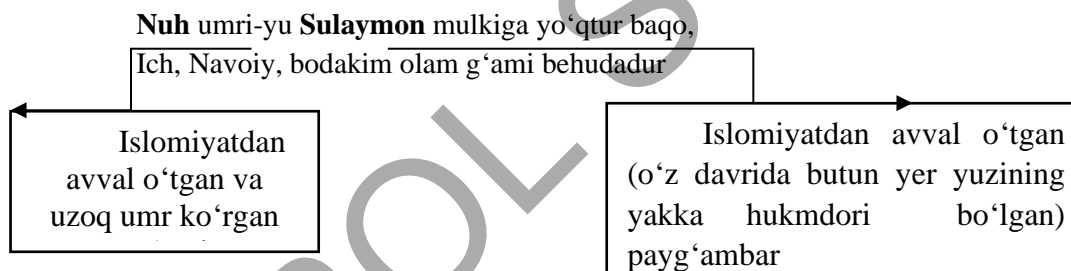 Nuh umri-yu Sulaymon mulkiga yo‘qtur baqo,
Ich, Navoiy, bodakim olam g‘ami behudadur
Islomiyatdan
avval o‘tgan va
uzoq umr ko‘rgan
Islomiyatdan avval o‘tgan
(o‘z davrida butun yer yuzining
yakka hukmdori bo‘lgan)
payg‘ambar
OL S